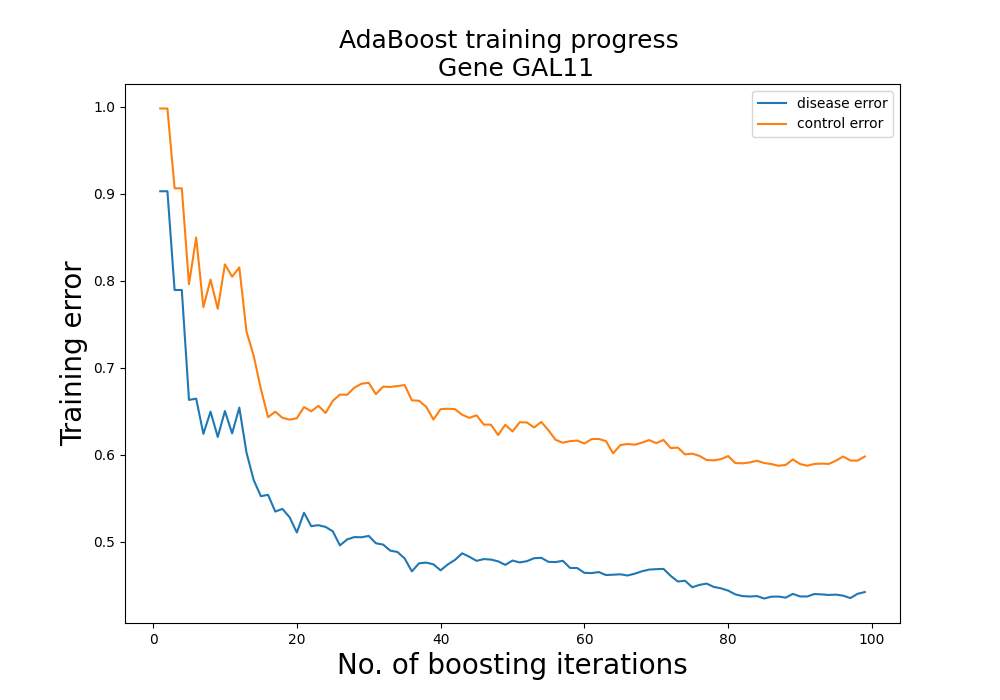 AdaBoost training progress
Gene GAL11
disease error
control error
1.0
0.9
0.8
0.7
0.6
0.5
Training error
0
20
40
60
80
100
No. of boosting iterations